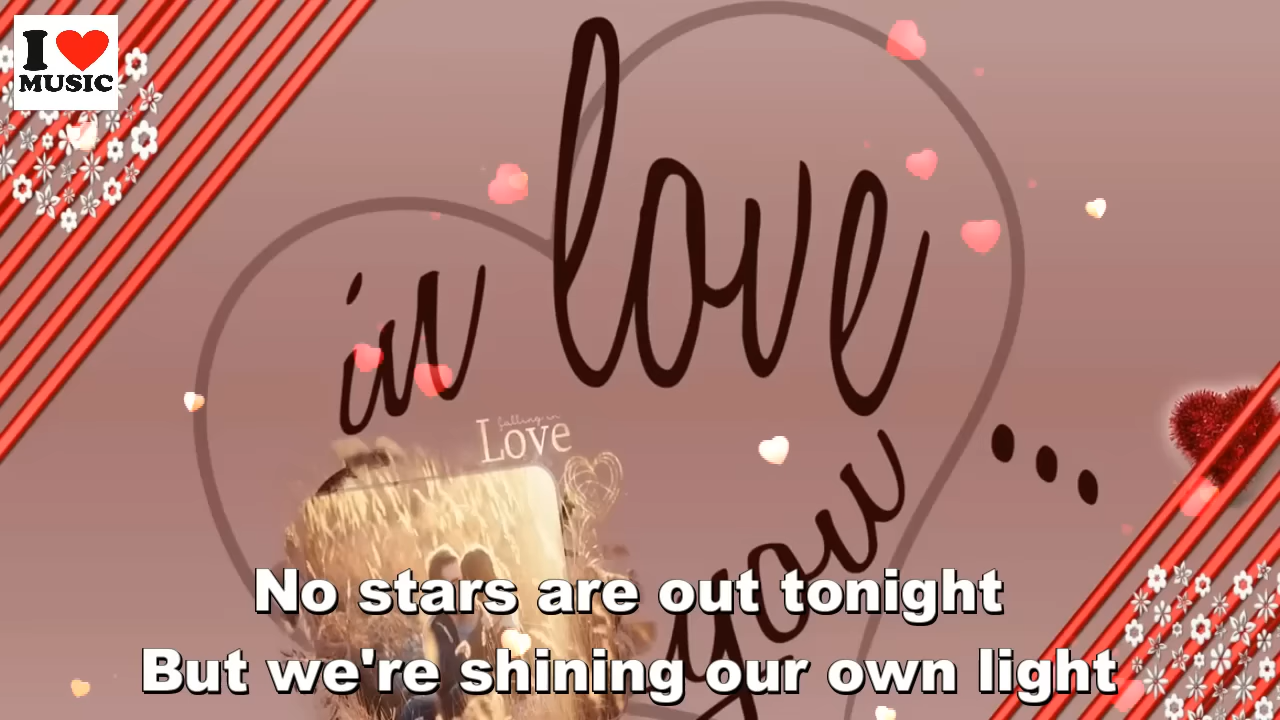 I ❤ MUSIC
in love
...
you
falling in
Love
No stars are out tonight
But we're shining our own light